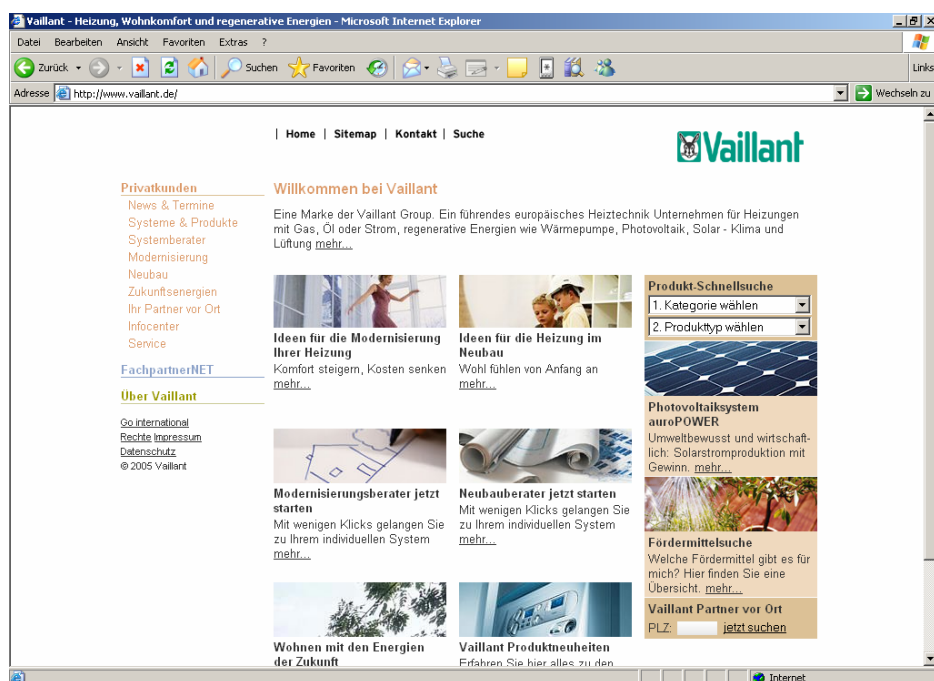 Vaillant - Heizung, Wohnkomfort und regenerative Energien - Microsoft Internet Explorer
Datei Bearbeiten Ansicht Favoriten Extras ?
Zurück Suchen Favoriten Links
Adresse http://www.vaillant.de/ Wechseln zu
| Home | Sitemap | Kontakt | Suche
Vaillant
Privatkunden
News & Termine
Systeme & Produkte
Systemberater
Modernisierung
Neubau
Zukunftsenergien
Ihr Partner vor Ort
Infocenter
Service
FachpartnerNET
Über Vaillant
Go international
Rechte Impressum
Datenschutz
© 2005 Vaillant
Willkommen bei Vaillant
Eine Marke der Vaillant Group. Ein führendes europäisches Heiztechnik Unternehmen für Heizungen
mit Gas, Öl oder Strom, regenerative Energien wie Wärmepumpe, Photovoltaik, Solar - Klima und
Lüftung mehr...
Ideen für die Modernisierung
Ihrer Heizung
Komfort steigern, Kosten senken
mehr...
Ideen für die Heizung im
Neubau
Wohl fühlen von Anfang an
mehr...
Modernisierungsberater jetzt
starten
Mit wenigen Klicks gelangen Sie
zu Ihrem individuellen System
mehr...
Neubauberater jetzt starten
Mit wenigen Klicks gelangen Sie
zu Ihrem individuellen System
mehr...
Wohnen mit den Energien
der Zukunft
Vaillant Produktneuheiten
Erfahren Sie hier alles zu den
Produkt-Schnellsuche
1. Kategorie wählen
2. Produkttyp wählen
Photovoltaiksystem
auroPOWER
Umweltbewusst und wirtschaft-
lich: Solarstromproduktion mit
Gewinn. mehr...
Fördermittelsuche
Welche Fördermittel gibt es für
mich? Hier finden Sie eine
Übersicht. mehr...
Vaillant Partner vor Ort
PLZ: jetzt suchen
Internet